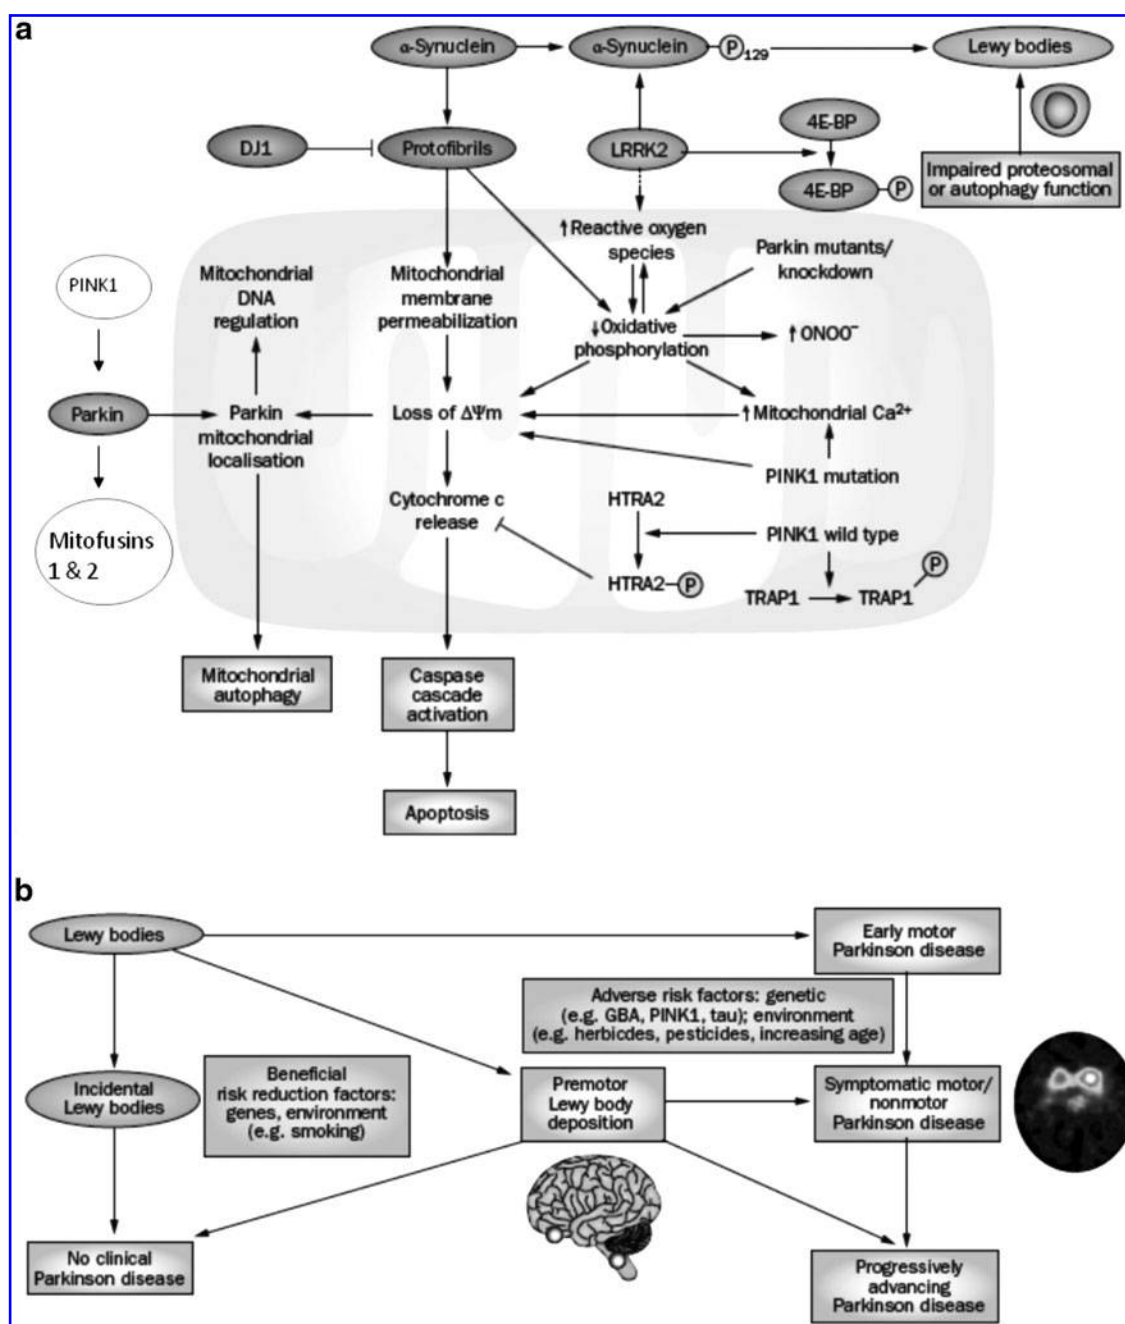 a
α-Synuclein
α-Synuclein
P 129
Lewy bodies
4E-BP
DJ1
Protofibrils
LRRK2
4E-BP
P
Impaired proteosomal
or autophagy function
↑Reactive oxygen
species
Parkin mutants/
knockdown
PINK1
Mitochondrial
DNA
regulation
Mitochondrial
membrane
permeabilization
↓Oxidative
phosphorylation
↑ONOO⁻
Parkin
Parkin
mitochondrial
localisation
Loss of ΔΨm
↑Mitochondrial Ca²⁺
PINK1 mutation
Cytochrome c
release
HTRA2
PINK1 wild type
Mitofusins
1 & 2
HTRA2
P
P
TRAP1
TRAP1
Mitochondrial
autophagy
Caspase
cascade
activation
Apoptosis
b
Lewy bodies
Early motor
Parkinson disease
Adverse risk factors: genetic
(e.g. GBA, PINK1, tau); environment
(e.g. herbicdes, pesticides, increasing age)
Incidental
Lewy bodies
Beneficial
risk reduction factors:
genes, environment
(e.g. smoking)
Premotor
Lewy body
deposition
Symptomatic motor/
nonmotor
Parkinson disease
No clinical
Parkinson disease
Progressively
advancing
Parkinson disease